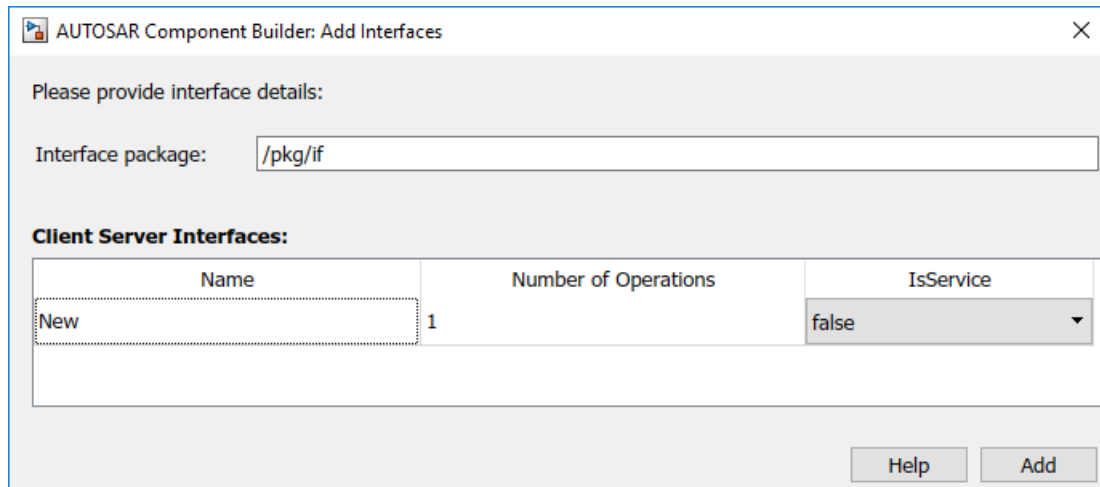 AUTOSAR Component Builder: Add Interfaces
Please provide interface details:
Interface package: /pkg/if
Client Server Interfaces:
Name Number of Operations IsService
New 1 false
Help Add